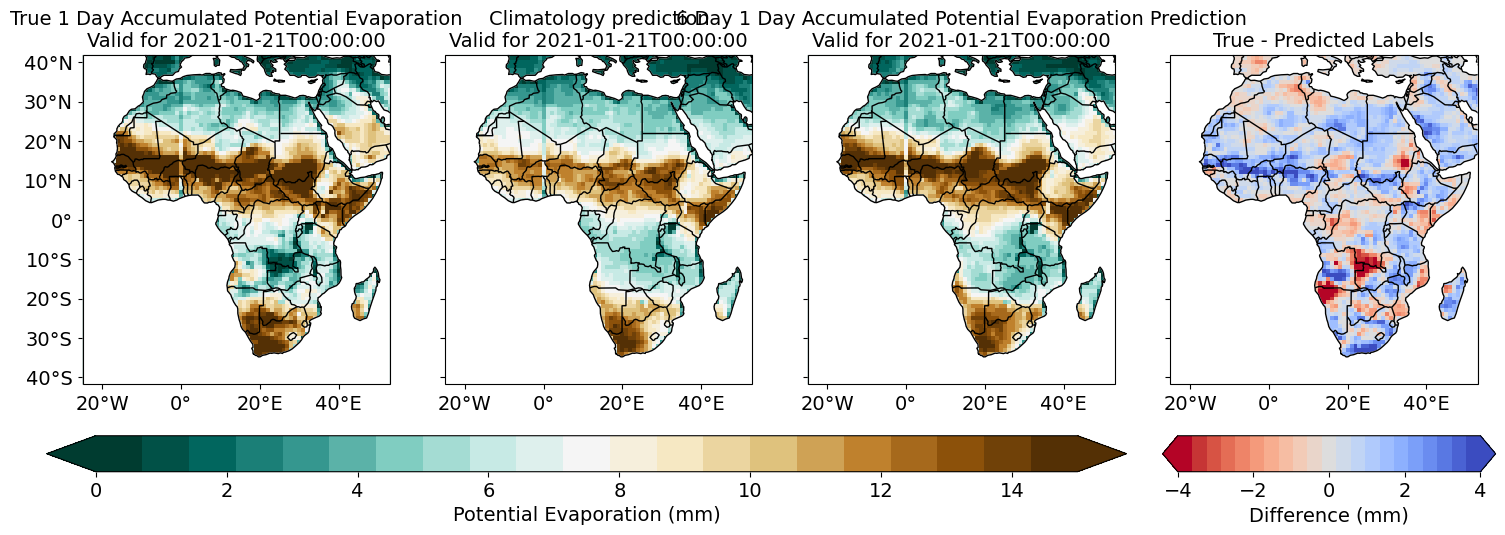 True 1 Day Accumulated Potential Evaporation
Valid for 2021-01-21T00:00:00
Climatology prediction
Valid for 2021-01-21T00:00:00
6 Day 1 Day Accumulated Potential Evaporation Prediction
Valid for 2021-01-21T00:00:00
True - Predicted Labels
40°N
30°N
20°N
10°N
0°
10°S
20°S
30°S
40°S
20°W 0° 20°E 40°E
20°W 0° 20°E 40°E
20°W 0° 20°E 40°E
20°W 0° 20°E 40°E
0 2 4 6 8 10 12 14
Potential Evaporation (mm)
−4 −2 0 2 4
Difference (mm)